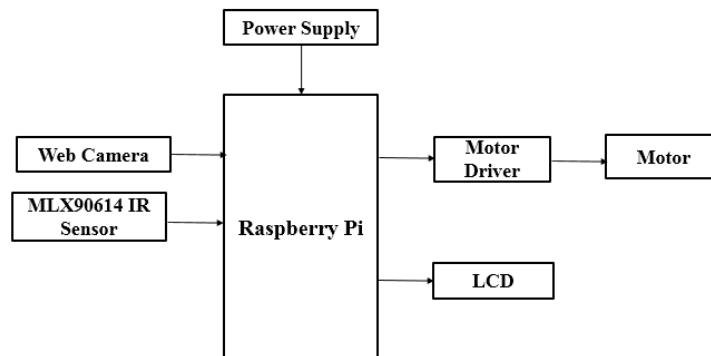 Power Supply
Web Camera
MLX90614 IR
Sensor
Raspberry Pi
Motor
Driver
Motor
LCD